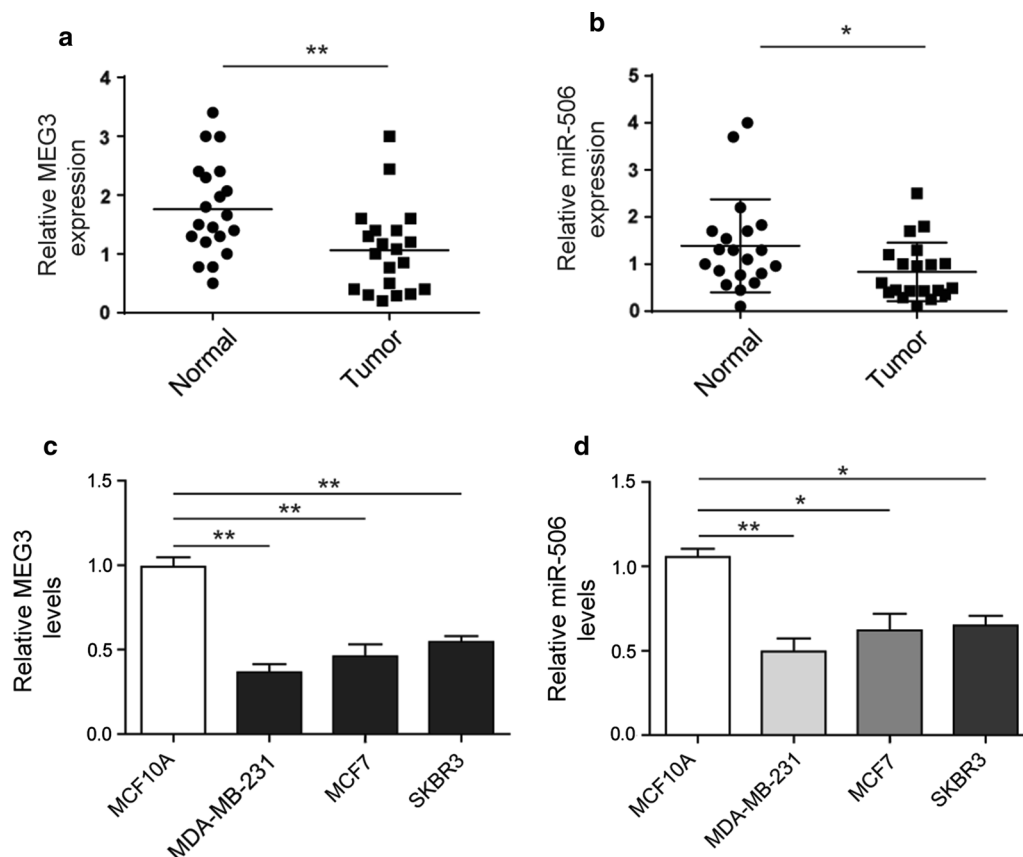 a
**
Relative MEG3
expression
4
3
2
1
0
Normal
Tumor
b
*
Relative miR-506
expression
5
4
3
2
1
0
Normal
Tumor
c
**
**
**
Relative MEG3
levels
1.5
1.0
0.5
0.0
MCF10A
MDA-MB-231
MCF7
SKBR3
d
*
*
**
Relative miR-506
levels
1.5
1.0
0.5
0.0
MCF10A
MDA-MB-231
MCF7
SKBR3